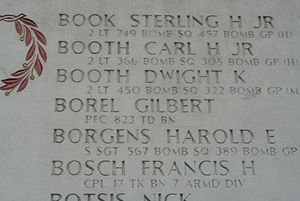 BOOK STERLING H JR
2 LT 749 BOMB SQ 457 BOMB GP (H)
BOOTH CARL H JR
2 LT 366 BOMB SQ 305 BOMB GP (H)
BOOTH DWIGHT K
2 LT 450 BOMB SQ 322 BOMB GP (M
BOREL GILBERT
PFC 823 TD BN
BORGENS HAROLD E
S SGT 567 BOMB SQ 389 BOMB GP
BOSCH FRANCIS H
CPL 17 TK BN 7 ARMD DIV
BOTSIS NICK